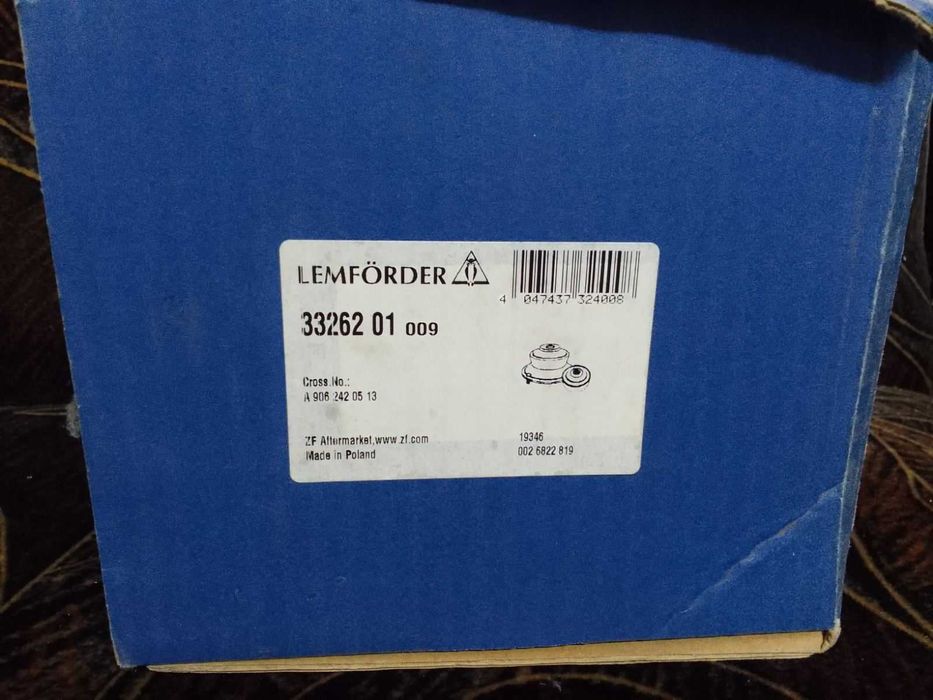 LEMFÖRDER
4 047437 324008
33262 01 009
Cross.No.:
A 906 242 05 13
ZF Aftermarket,www.zf.com
Made in Poland
19346
002 6822 819